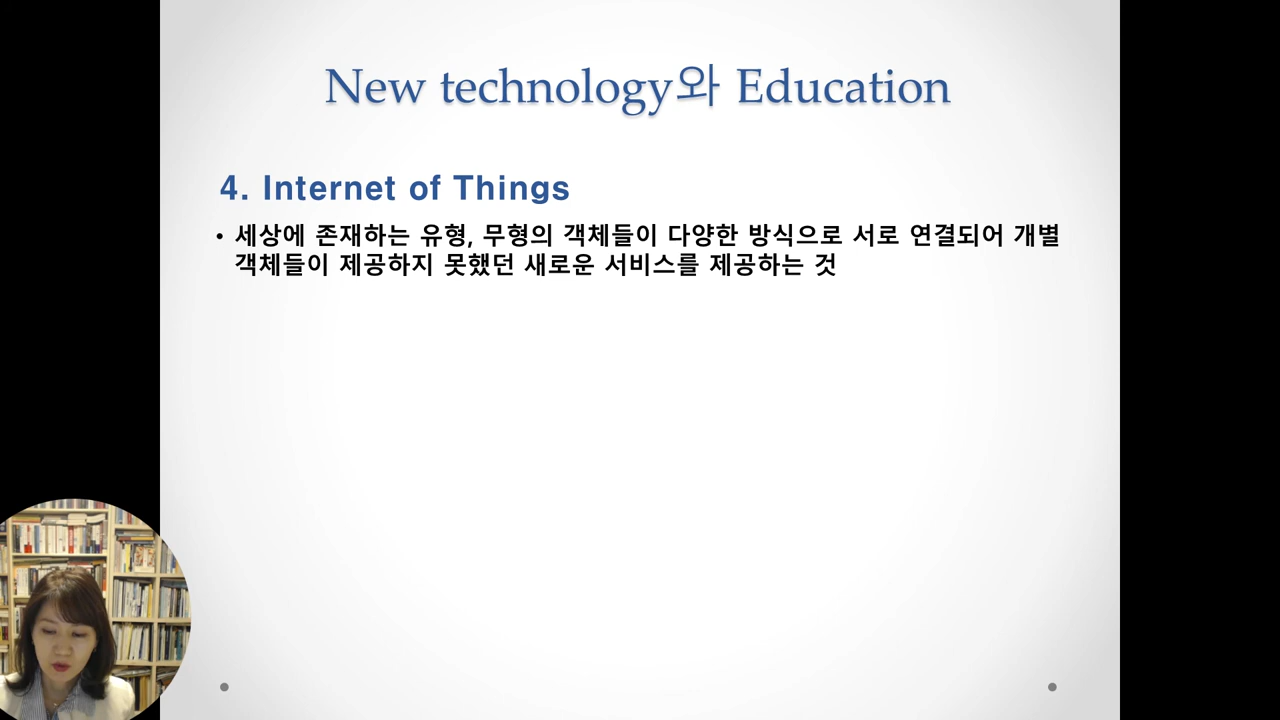 New technology와 Education
4. Internet of Things
• 세상에 존재하는 유형, 무형의 객체들이 다양한 방식으로 서로 연결되어 개별
객체들이 제공하지 못했던 새로운 서비스를 제공하는 것